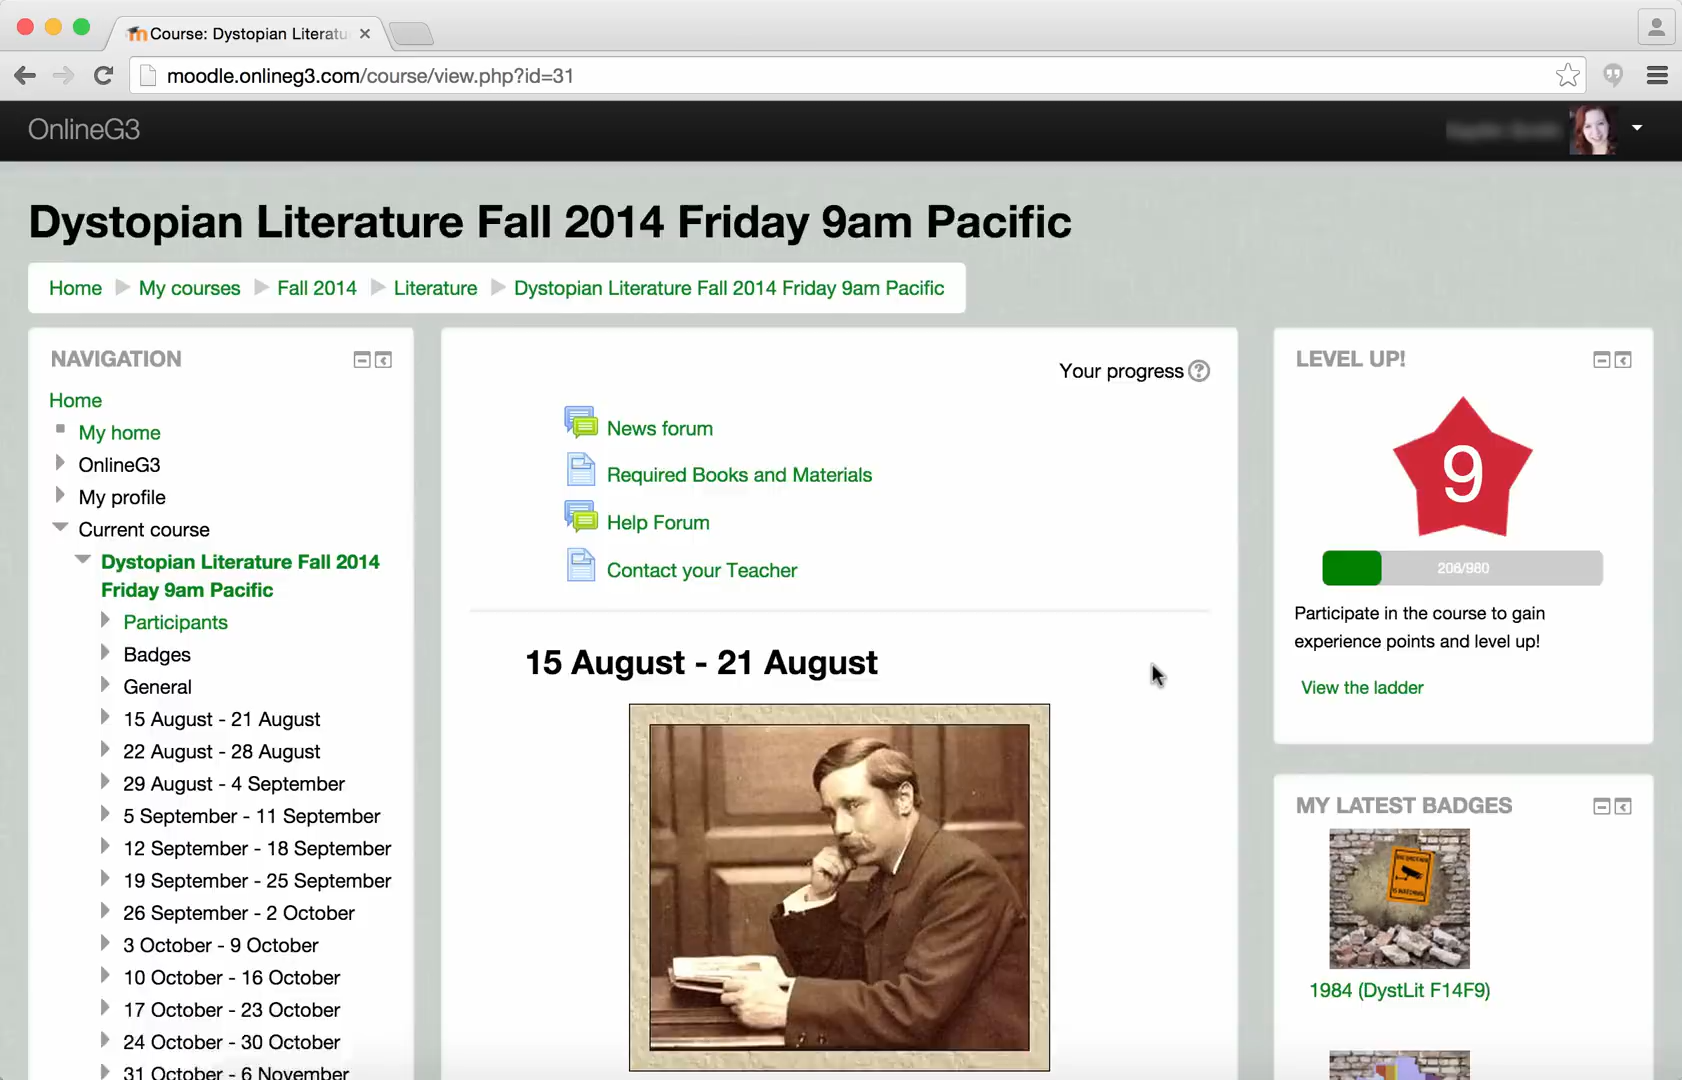 Course: Dystopian Literatu
moodle.onlineg3.com/course/view.php?id=31
OnlineG3
Dystopian Literature Fall 2014 Friday 9am Pacific
Home My courses Fall 2014 Literature Dystopian Literature Fall 2014 Friday 9am Pacific
NAVIGATION
Home
My home
OnlineG3
My profile
Current course
Dystopian Literature Fall 2014
Friday 9am Pacific
Participants
Badges
General
15 August - 21 August
22 August - 28 August
29 August - 4 September
5 September - 11 September
12 September - 18 September
19 September - 25 September
26 September - 2 October
3 October - 9 October
10 October - 16 October
17 October - 23 October
24 October - 30 October
31 October - 6 November
Your progress
News forum
Required Books and Materials
Help Forum
Contact your Teacher
15 August - 21 August
LEVEL UP!
9
206/980
Participate in the course to gain
experience points and level up!
View the ladder
MY LATEST BADGES
1984 (DystLit F14F9)